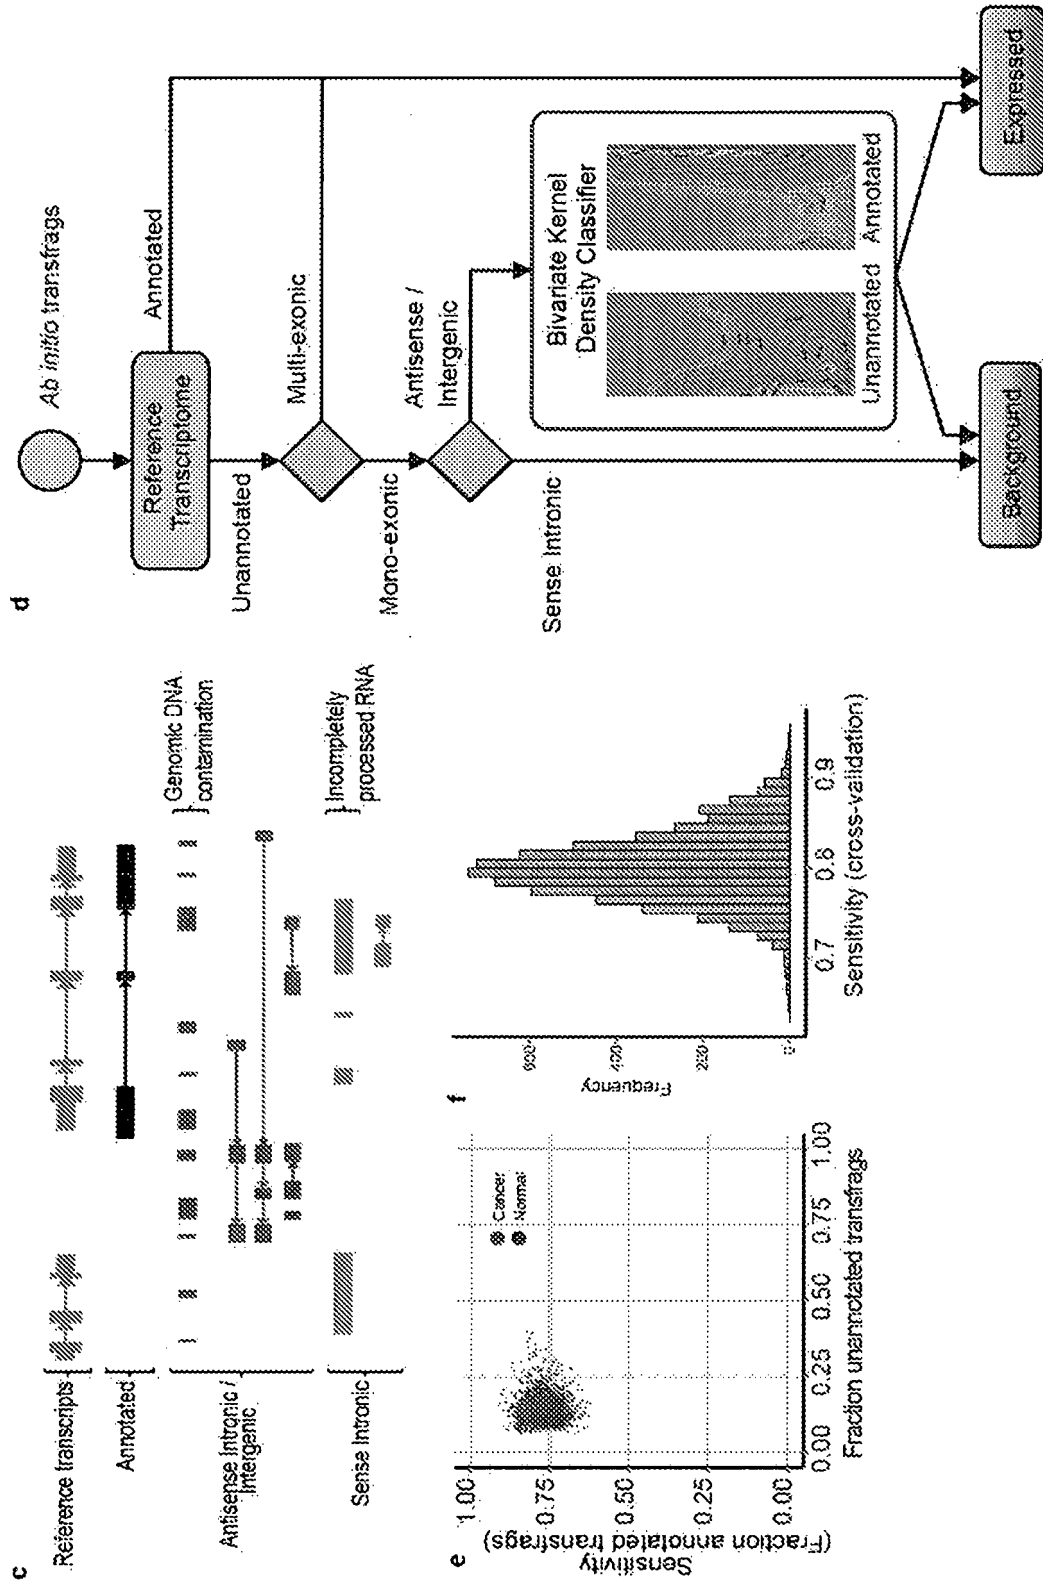 c
Reference transcripts
Annotated
Antisense Intronic /
Intergenic
Sense Intronic
Genomic DNA
contamination
Incompletely
processed RNA
d
Ab initio transfrags
Reference
Transcriptome
Annotated
Unannotated
Multi-exonic
Mono-exonic
Antisense /
Intergenic
Sense Intronic
Bivariate Kernel
Density Classifier
Unannotated
Annotated
Background
Expressed
e
Sensitivity
(Fraction annotated transfrags)
1.00
0.75
0.50
0.25
0.00
Cancer
Normal
0.00
0.25
0.50
0.75
1.00
Fraction unannotated transfrags
f
Frequency
600
400
200
0
0.7
0.8
0.9
Sensitivity (cross-validation)